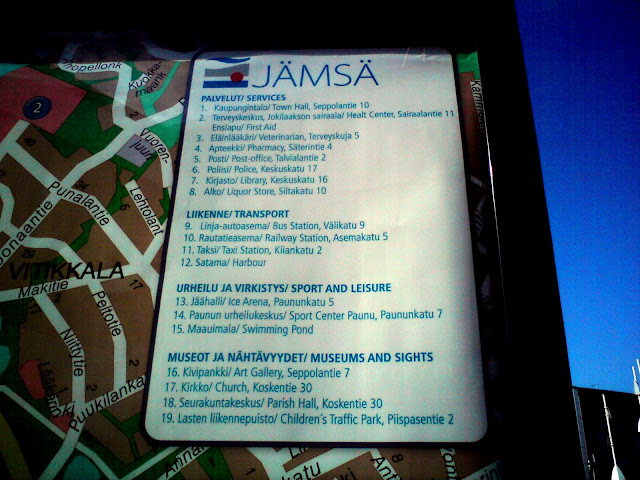 JÄMSÄ
PALVELUT/ SERVICES
1. Kaupungintalo/ Town Hall, Seppolantie 10
2. Terveyskeskus, Jokilaakson sairaala/ Healt Center, Sairaalantie 11
Ensiapu/ First Aid
3. Eläinlääkäri/ Veterinarian, Terveyskuja 5
4. Apteekki/ Pharmacy, Säterintie 4
5. Posti/ Post-office, Talvialantie 2
6. Poliisi/ Police, Keskuskatu 17
7. Kirjasto/ Library, Keskuskatu 16
8. Alko/ Liquor Store, Siltakatu 10
LIIKENNE/ TRANSPORT
9. Linja-autoasema/ Bus Station, Välikatu 9
10. Rautatieasema/ Railway Station, Asemakatu 5
11. Taksi/ Taxi Station, Kiiankatu 2
12. Satama/ Harbour
URHEILU JA VIRKISTYS/ SPORT AND LEISURE
13. Jäähalli/ Ice Arena, Paununkatu 5
14. Paunun urheilukeskus/ Sport Center Paunu, Paununkatu 7
15. Maauimala/ Swimming Pond
MUSEOT JA NÄHTÄVYYDET/ MUSEUMS AND SIGHTS
16. Kivipankki/ Art Gallery, Seppolantie 7
17. Kirkko/ Church, Koskentie 30
18. Seurakuntakeskus/ Parish Hall, Koskentie 30
19. Lasten liikennepuisto/ Children´s Traffic Park, Piispasentie 2
2
Punalantie
Lehtolant
VITIKKALA
17
Mäkitie
Peltotie
Niittytie
2
Puukilankat
katu